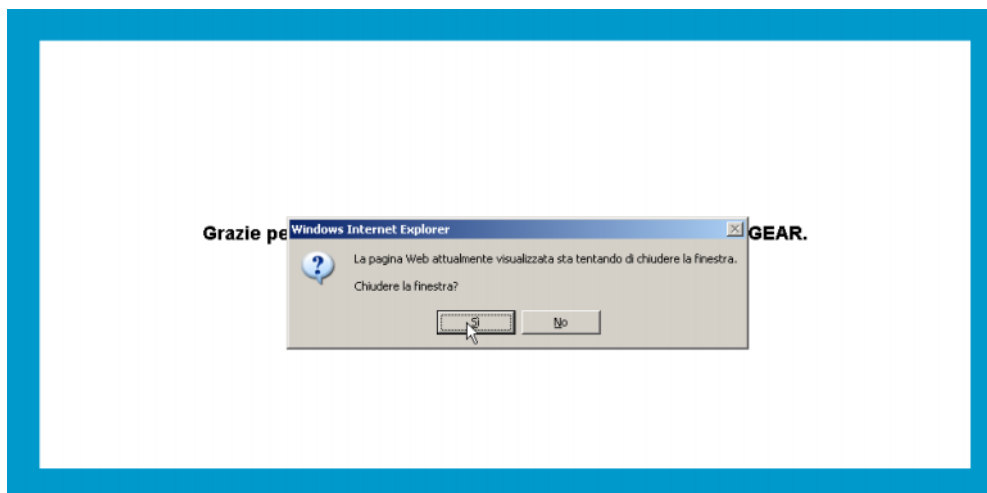 Windows Internet Explorer
Grazie pe GEAR.
La pagina Web attualmente visualizzata sta tentando di chiudere la finestra.
Chiudere la finestra?
Sì No